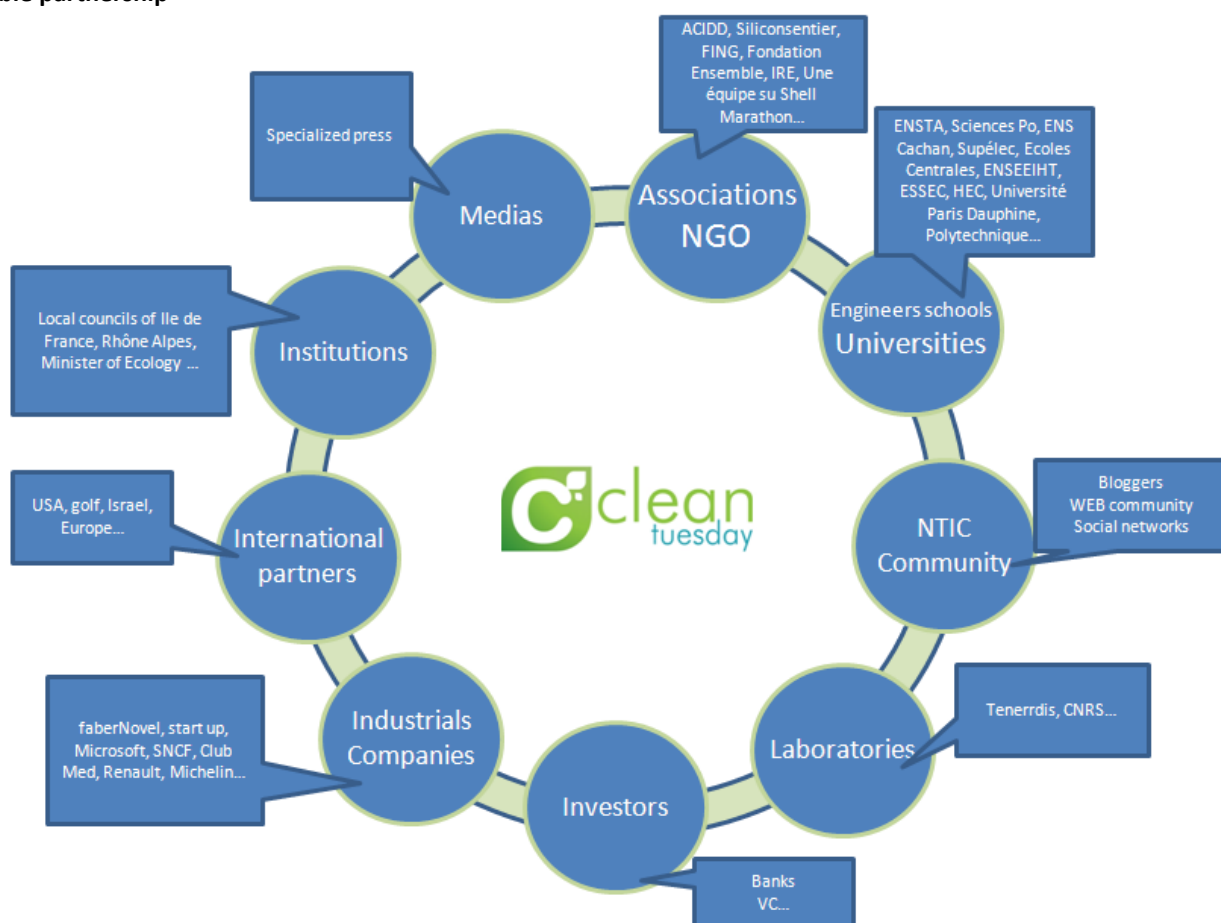 partnership
ACIDD, Siliconsentier,
FING, Fondation
Ensemble, IRE, Une
équipe su Shell
Marathon...
Specialized press
ENSTA, Sciences Po, ENS
Cachan, Supélec, Ecoles
Centrales, ENSEEIHT,
ESSEC, HEC, Université
Paris Dauphine,
Polytechnique...
Medias
Associations
NGO
Local councils of Ile de
France, Rhône Alpes,
Minister of Ecology ...
Institutions
Engineers schools
Universities
USA, golf, Israel,
Europe...
International
partners
clean
tuesday
NTIC
Community
Bloggers
WEB community
Social networks
faberNovel, start up,
Microsoft, SNCF, Club
Med, Renault, Michelin...
Industrials
Companies
Investors
Laboratories
Tenerrdis, CNRS...
Banks
VC...